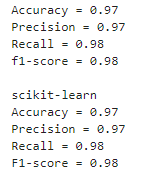 Accuracy = 0.97
Precision = 0.97
Recall = 0.98
f1-score = 0.98
scikit-learn
Accuracy = 0.97
Precision = 0.97
Recall = 0.98
F1-score = 0.98